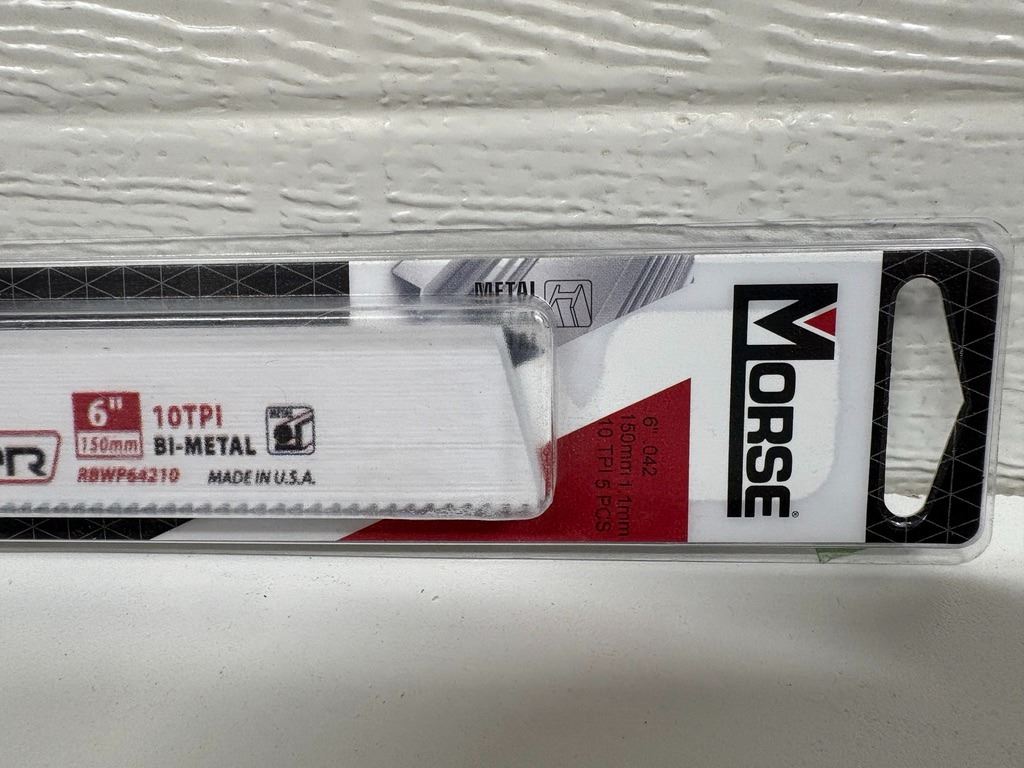 METAL
6"
150mm
10TPI
BI-METAL
METAL
RBWP64210
MADE IN U.S.A.
6" .042
150mm 1.1mm
10 TPI 5 PCS
MORSE®